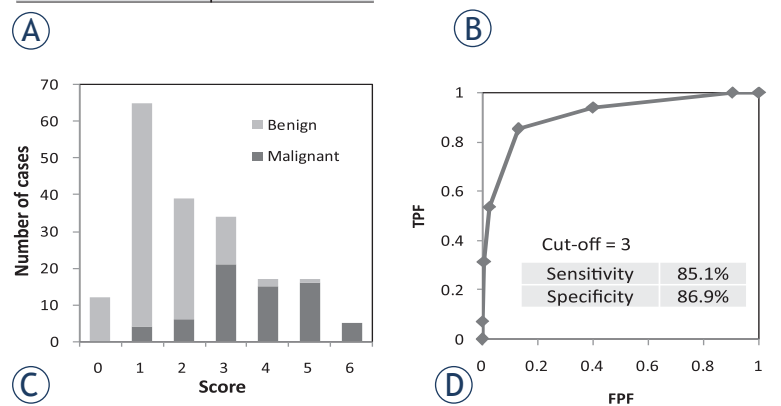 A
B
70
60
50
40
30
20
10
0
Number of cases
Benign
Malignant
0 1 2 3 4 5 6
Score
C
1
0.8
0.6
0.4
0.2
0
TPF
Cut-off = 3
Sensitivity 85.1%
Specificity 86.9%
0 0.2 0.4 0.6 0.8 1
FPF
D